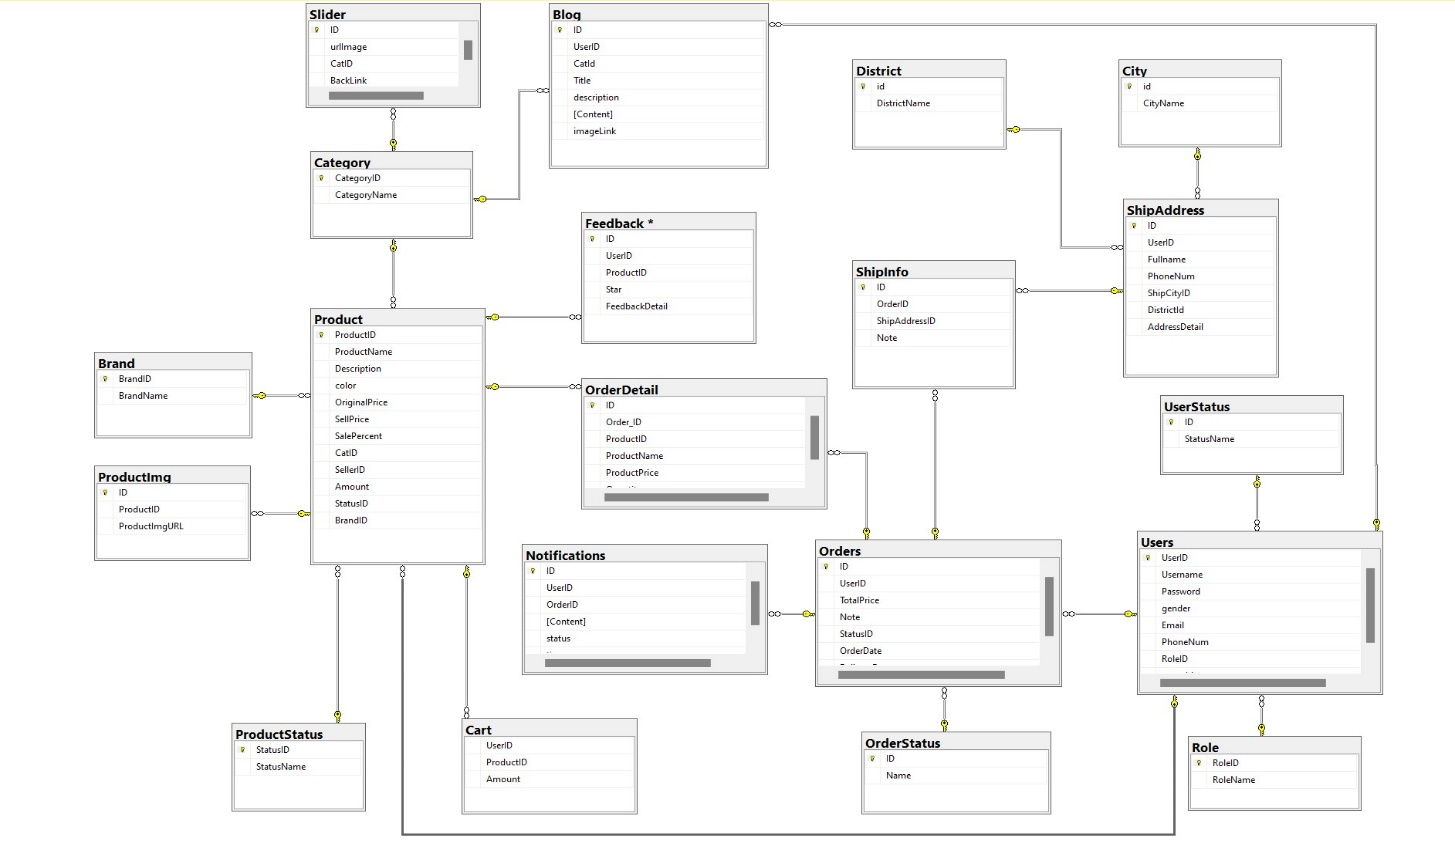 Slider
ID
urlImage
CatID
BackLink
Blog
ID
UserID
CatId
Title
description
[Content]
imageLink
District
id
DistrictName
City
id
CityName
Category
CategoryID
CategoryName
Feedback *
ID
UserID
ProductID
Star
FeedbackDetail
ShipAddress
ID
UserID
Fullname
PhoneNum
ShipCityID
DistrictId
AddressDetail
ShipInfo
ID
OrderID
ShipAddressID
Note
Product
ProductID
ProductName
Description
color
OriginalPrice
SellPrice
SalePercent
CatID
SellerID
Amount
StatusID
BrandID
Brand
BrandID
BrandName
OrderDetail
ID
Order_ID
ProductID
ProductName
ProductPrice
UserStatus
ID
StatusName
ProductImg
ID
ProductID
ProductImgURL
Notifications
ID
UserID
OrderID
[Content]
status
Orders
ID
UserID
TotalPrice
Note
StatusID
OrderDate
Users
UserID
Username
Password
gender
Email
PhoneNum
RoleID
ProductStatus
StatusID
StatusName
Cart
UserID
ProductID
Amount
OrderStatus
ID
Name
Role
RoleID
RoleName